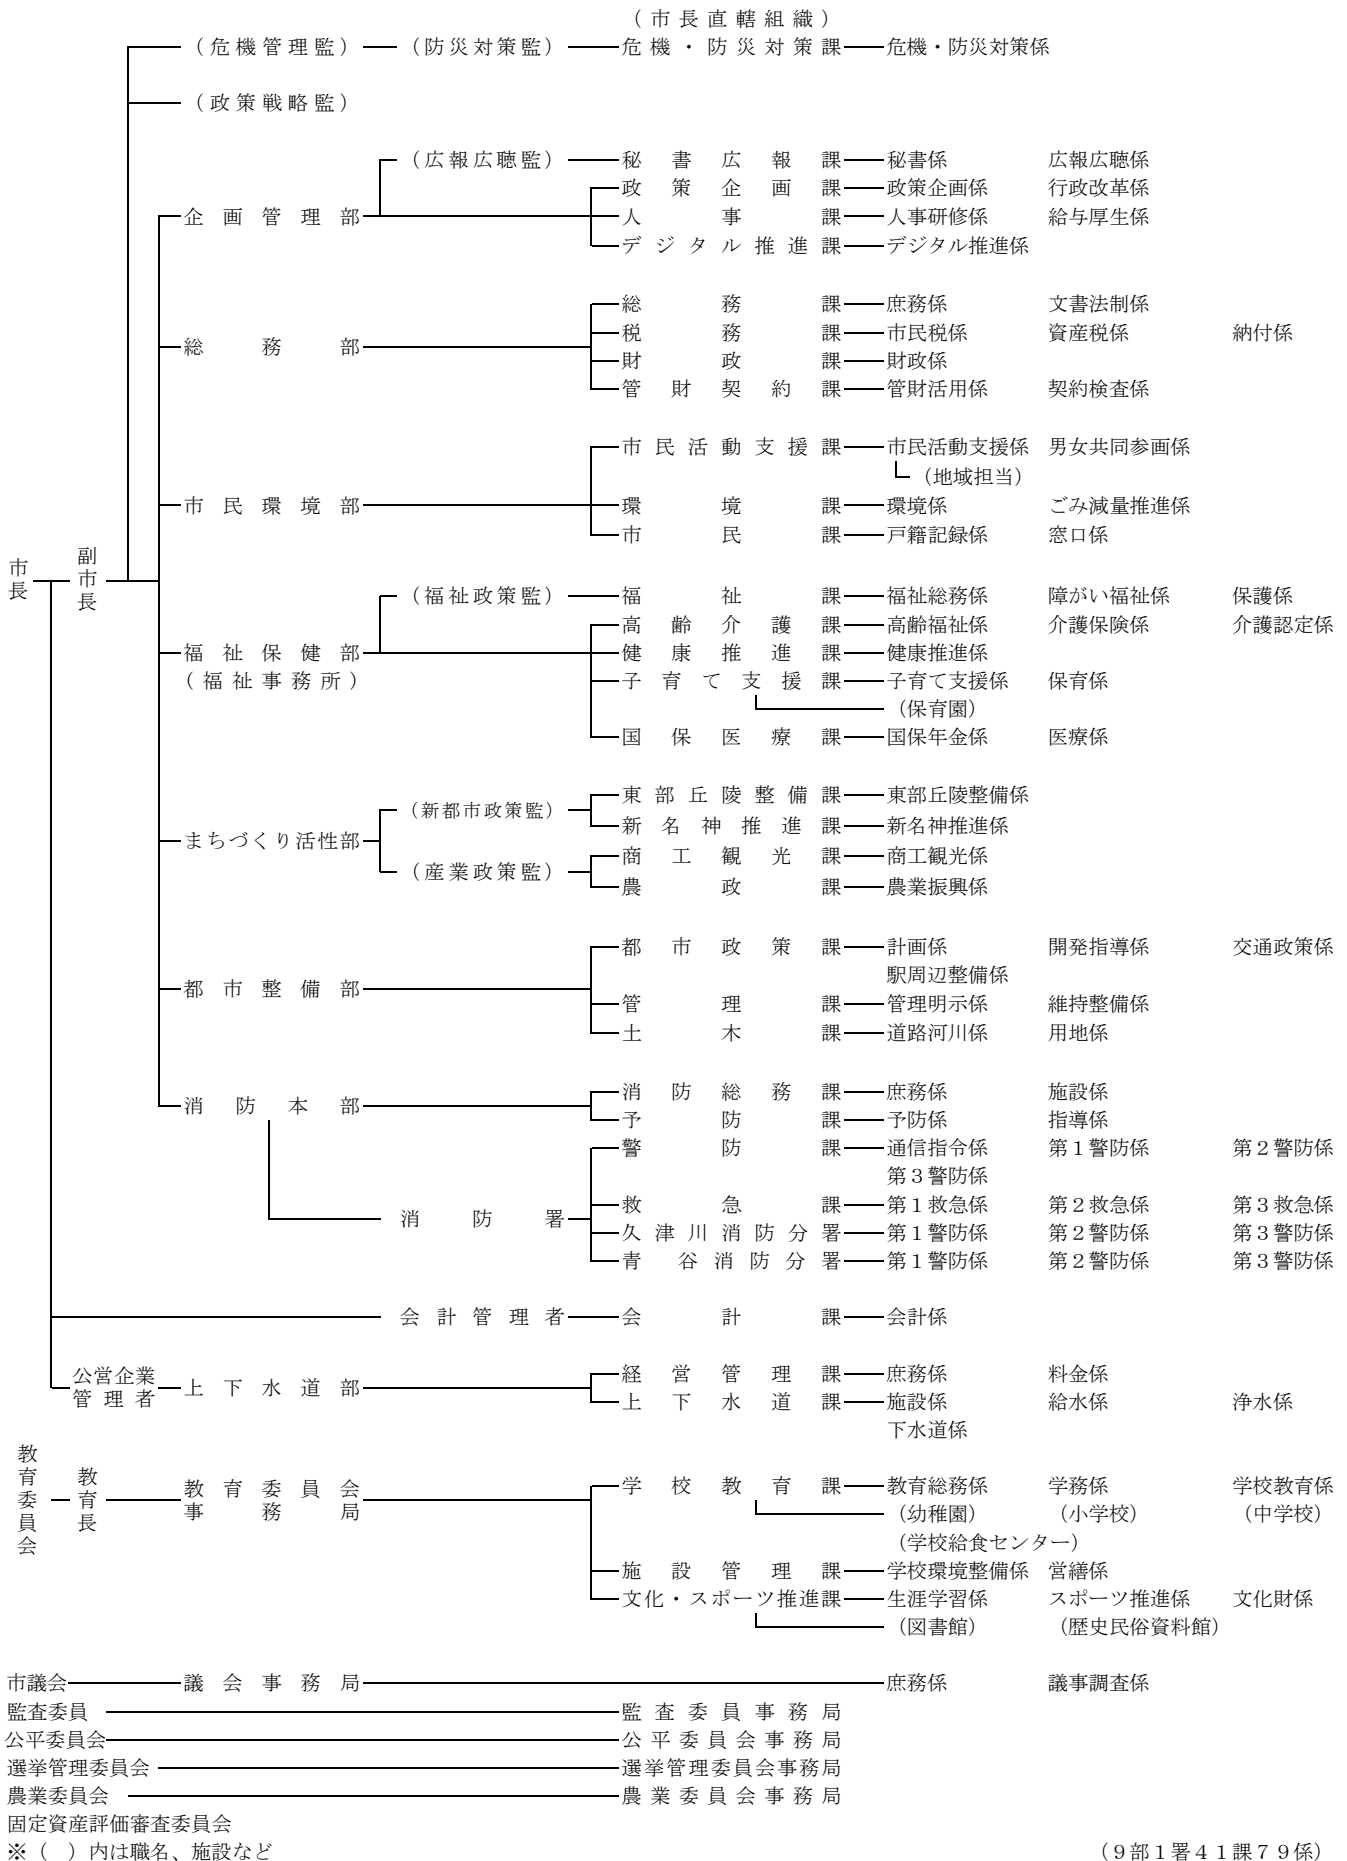 （市長直轄組織）
（危機管理監） （防災対策監） 危機・防災対策課 危機・防災対策係
（政策戦略監）
（広報広聴監） 秘書広報課 秘書係 広報広聴係
政策企画課 政策企画係 行政改革係
企画管理部 人事課 人事研修係 給与厚生係
デジタル推進課 デジタル推進係
総務課 庶務係 文書法制係
税務課 市民税係 資産税係 納付係
総務部
財政課 財政係
管財契約課 管財活用係 契約検査係
市民活動支援課 市民活動支援係 男女共同参画係
（地域担当）
市民環境部 環境課 環境係 ごみ減量推進係
市民課 戸籍記録係 窓口係
市長 副市長
（福祉政策監） 福祉課 福祉総務係 障がい福祉係 保護係
高齢介護課 高齢福祉係 介護保険係 介護認定係
福祉保健部 健康推進課 健康推進係
（福祉事務所） 子育て支援課 子育て支援係 保育係
（保育園）
国保医療課 国保年金係 医療係
東部丘陵整備課 東部丘陵整備係
（新都市政策監）
新名神推進課 新名神推進係
まちづくり活性部
商工観光課 商工観光係
（産業政策監）
農政課 農業振興係
都市政策課 計画係 開発指導係 交通政策係
駅周辺整備係
都市整備部
管理課 管理明示係 維持整備係
土木課 道路河川係 用地係
消防総務課 庶務係 施設係
消防本部
予防課 予防係 指導係
警防課 通信指令係 第１警防係 第２警防係
第３警防係
救急課 第１救急係 第２救急係 第３救急係
消防署
久津川消防分署 第１警防係 第２警防係 第３警防係
青谷消防分署 第１警防係 第２警防係 第３警防係
会計管理者 会計課 会計係
公営企業
管理者 上下水道部
経営管理課 庶務係 料金係
上下水道課 施設係 給水係 浄水係
下水道係
教育委員会 教育長 教育委員会
事務局
学校教育課 教育総務係 学務係 学校教育係
（幼稚園） （小学校） （中学校）
（学校給食センター）
施設管理課 学校環境整備係 営繕係
文化・スポーツ推進課 生涯学習係 スポーツ推進係 文化財係
（図書館） （歴史民俗資料館）
市議会 議会事務局 庶務係 議事調査係
監査委員 監査委員事務局
公平委員会 公平委員会事務局
選挙管理委員会 選挙管理委員会事務局
農業委員会 農業委員会事務局
固定資産評価審査委員会
※（　）内は職名、施設など （９部１署４１課７９係）